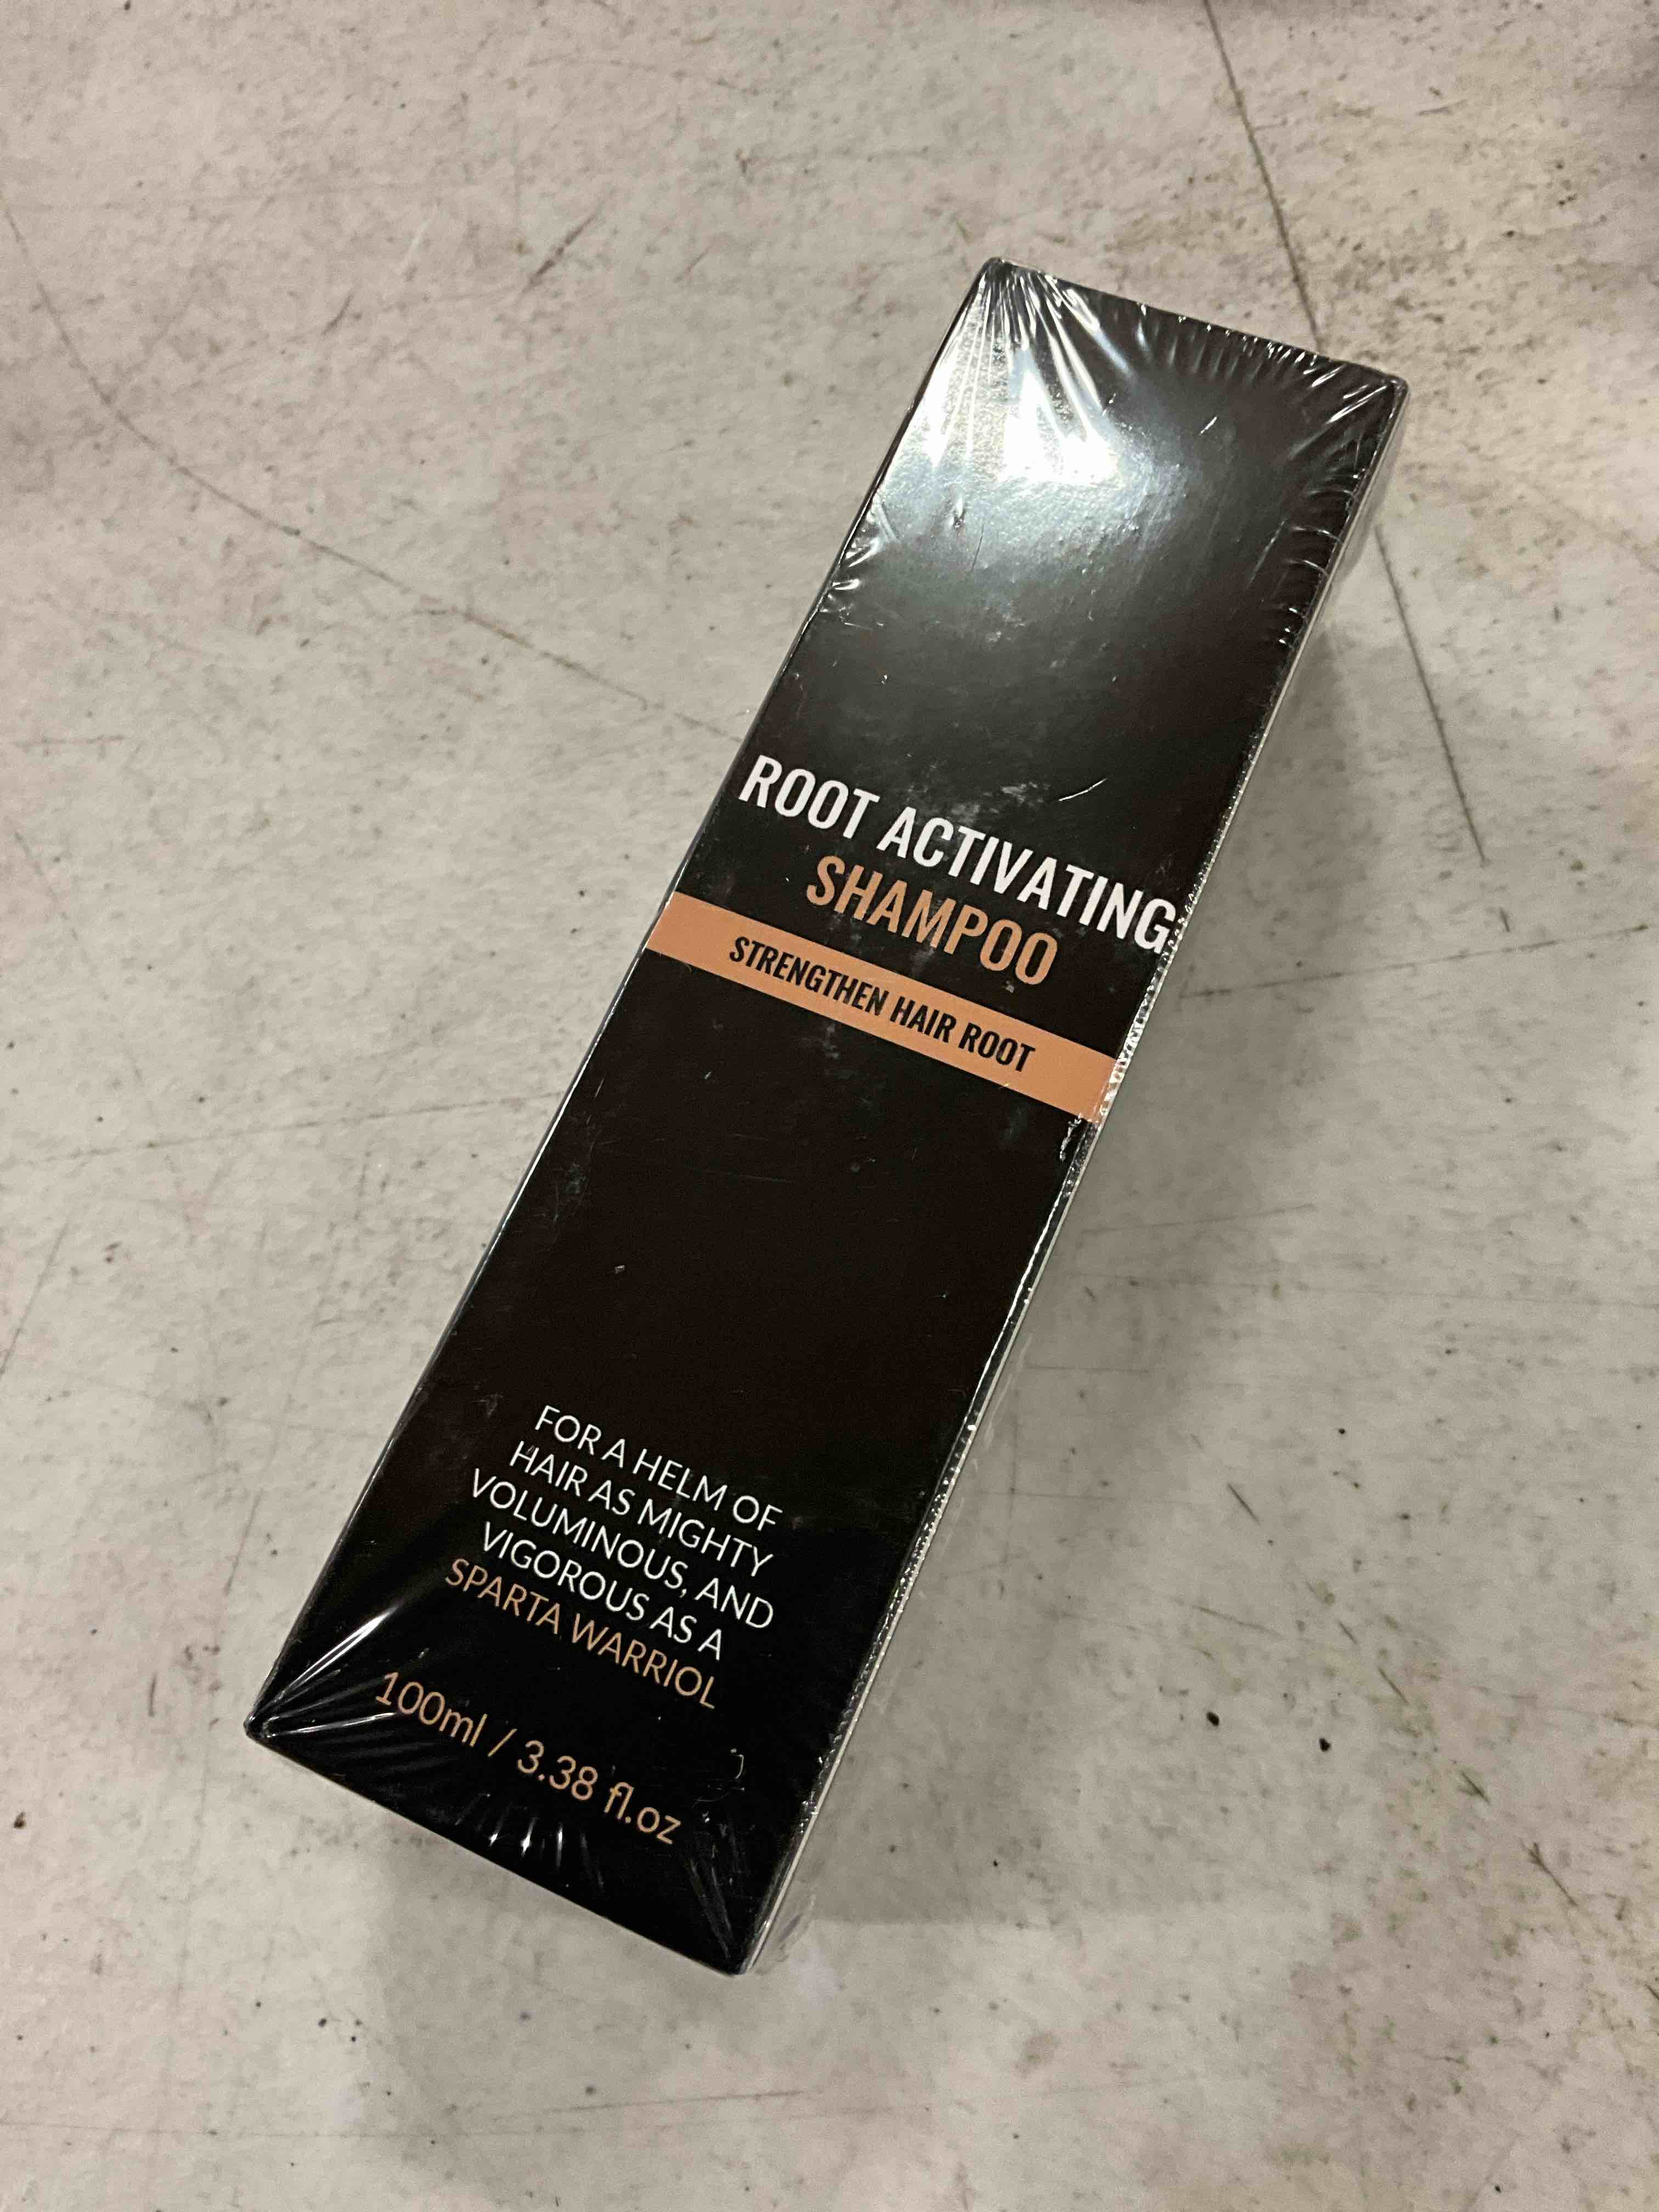 ROOT ACTIVATING
SHAMPOO
STRENGTHEN HAIR ROOT
FOR A HELM OF
HAIR AS MIGHTY
VOLUMINOUS, AND
VIGOROUS AS A
SPARTA WARRIOL
100ml / 3.38 fl.oz